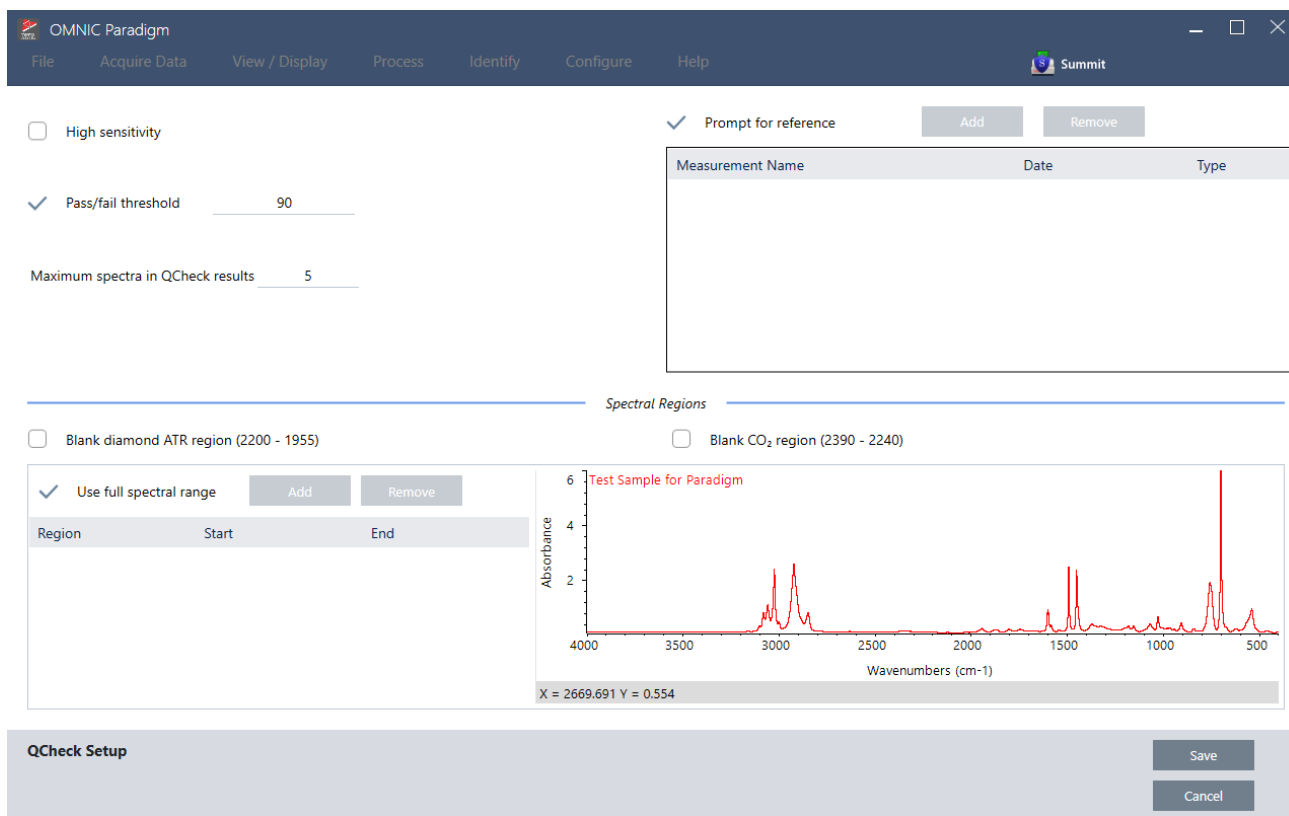 OMNIC Paradigm
File Acquire Data View / Display Process Identify Configure Help Summit
High sensitivity
Prompt for reference Add Remove
Measurement Name Date Type
Pass/fail threshold 90
Maximum spectra in QCheck results 5
Spectral Regions
Blank diamond ATR region (2200 - 1955)
Blank CO₂ region (2390 - 2240)
Use full spectral range Add Remove
Region Start End
Test Sample for Paradigm
6
4
2
Absorbance
4000 3500 3000 2500 2000 1500 1000 500
Wavenumbers (cm-1)
X = 2669.691 Y = 0.554
QCheck Setup
Save
Cancel